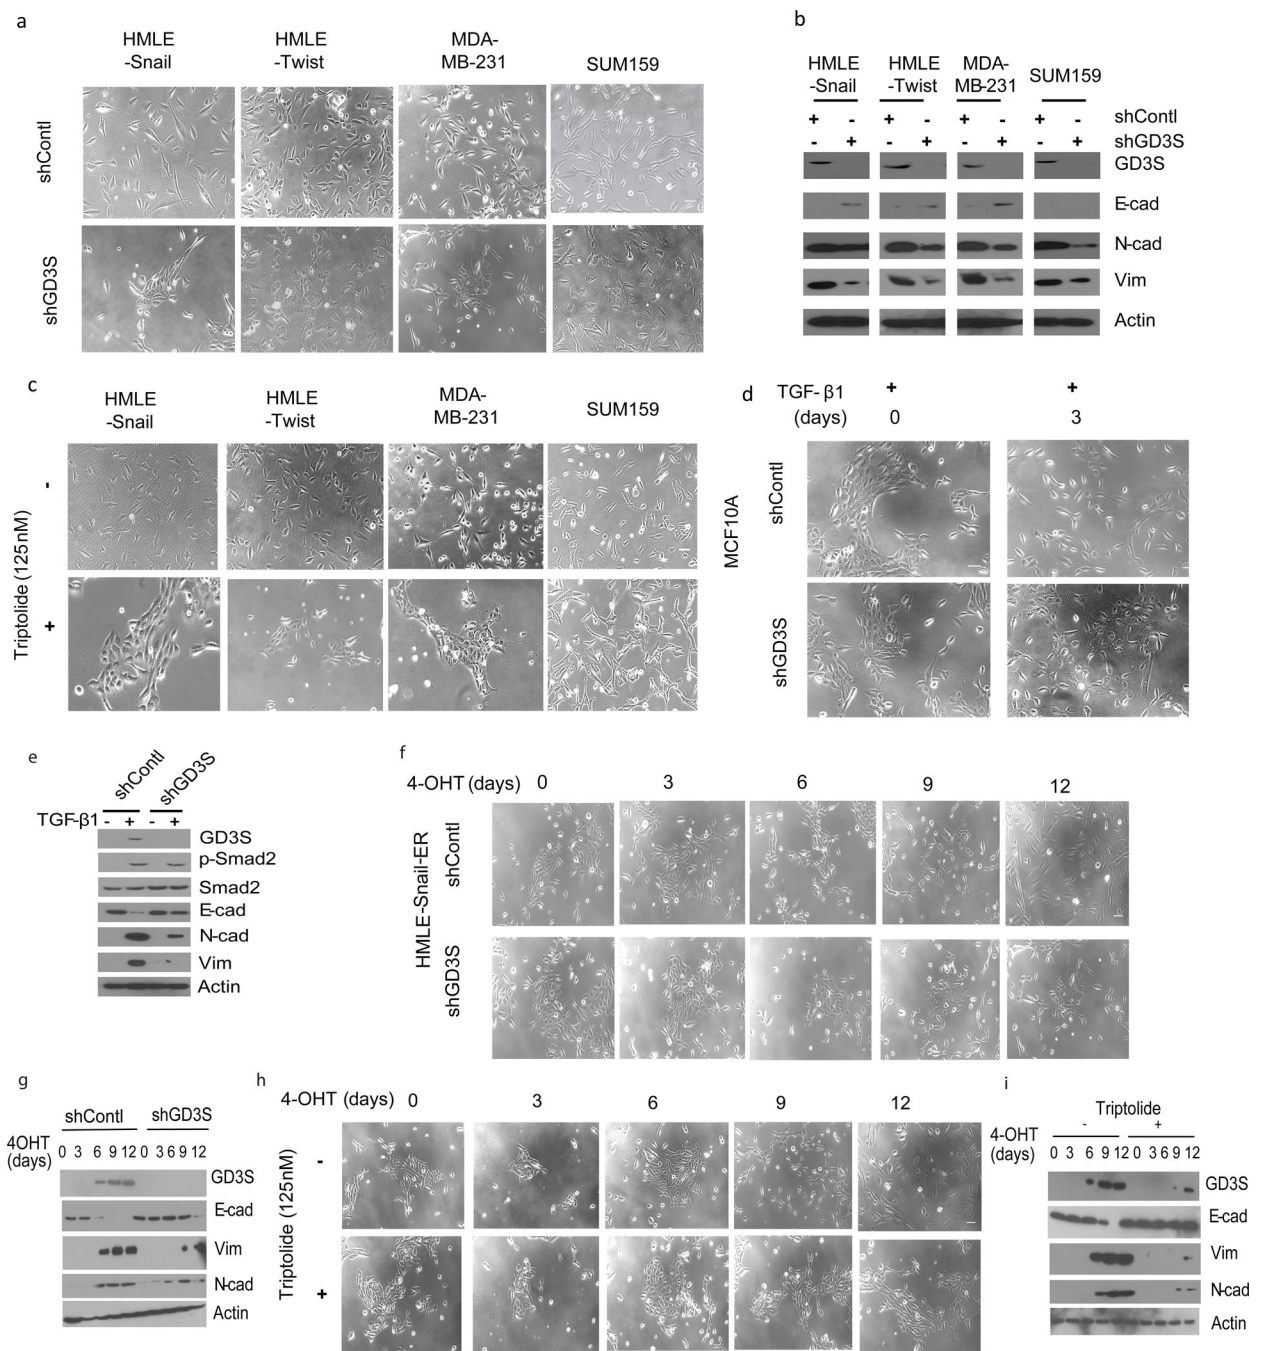 a
HMLE
-Snail
HMLE
-Twist
MDA-
MB-231
SUM159
shContl
shGD3S
b
HMLE
-Snail
HMLE
-Twist
MDA-
MB-231
SUM159
+ - + - + - + - shContl
- + - + - + - + shGD3S
GD3S
E-cad
N-cad
Vim
Actin
c
HMLE
-Snail
HMLE
-Twist
MDA-
MB-231
SUM159
Triptolide (125nM)
-
+
d
TGF-β1 + +
(days) 0 3
MCF10A
shContl
shGD3S
e
shContl
shGD3S
TGF-β1 - + - +
GD3S
p-Smad2
Smad2
E-cad
N-cad
Vim
Actin
f
4-OHT (days) 0 3 6 9 12
HMLE-Snail-ER
shContl
shGD3S
g
shContl shGD3S
4OHT
(days)
0 3 6 9 12 0 3 6 9 12
GD3S
E-cad
Vim
N-cad
Actin
h
4-OHT (days) 0 3 6 9 12
Triptolide (125nM)
-
+
i
Triptolide
- +
4-OHT
(days)
0 3 6 9 12 0 3 6 9 12
GD3S
E-cad
Vim
N-cad
Actin